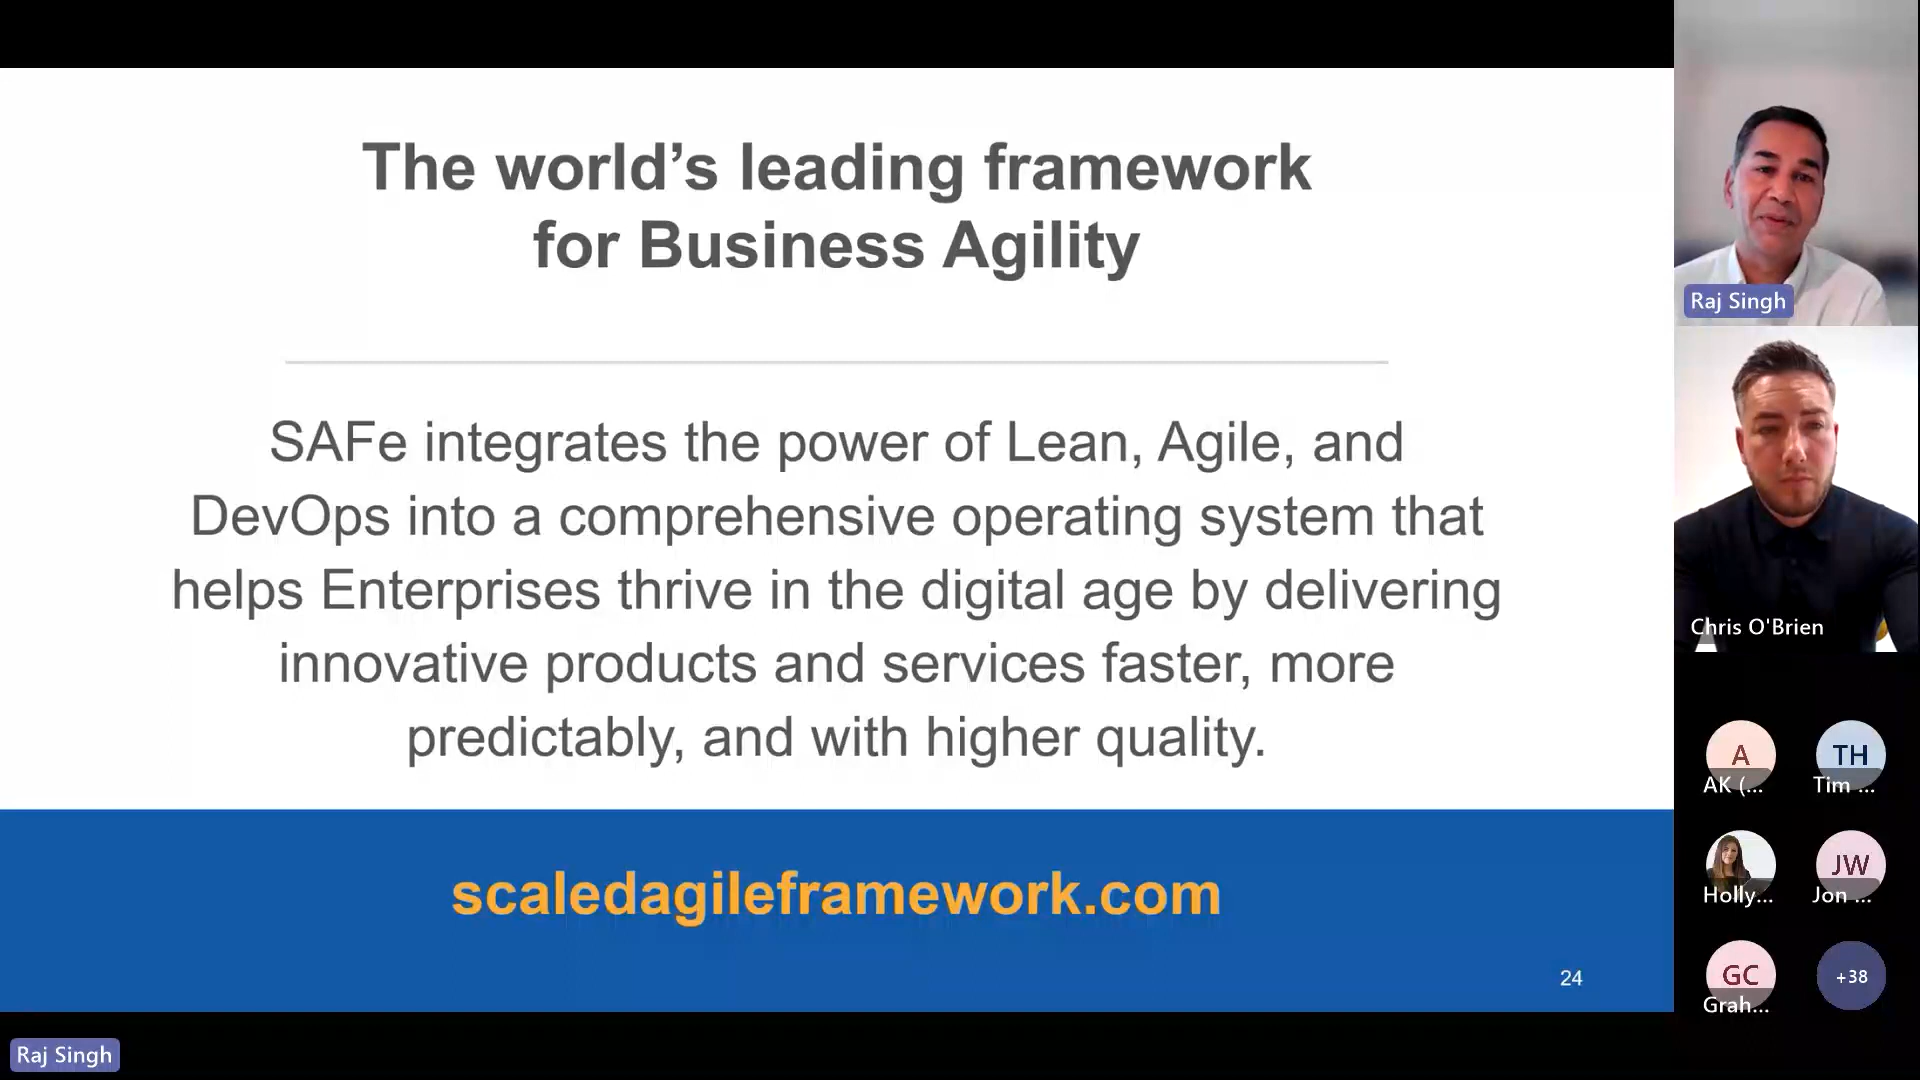 The world’s leading framework
for Business Agility
SAFe integrates the power of Lean, Agile, and
DevOps into a comprehensive operating system that
helps Enterprises thrive in the digital age by delivering
innovative products and services faster, more
predictably, and with higher quality.
scaledagileframework.com
24
Raj Singh
Raj Singh
Chris O'Brien
A
AK (...
TH
Tim ...
Holly...
JW
Jon ...
GC
Grah...
+38